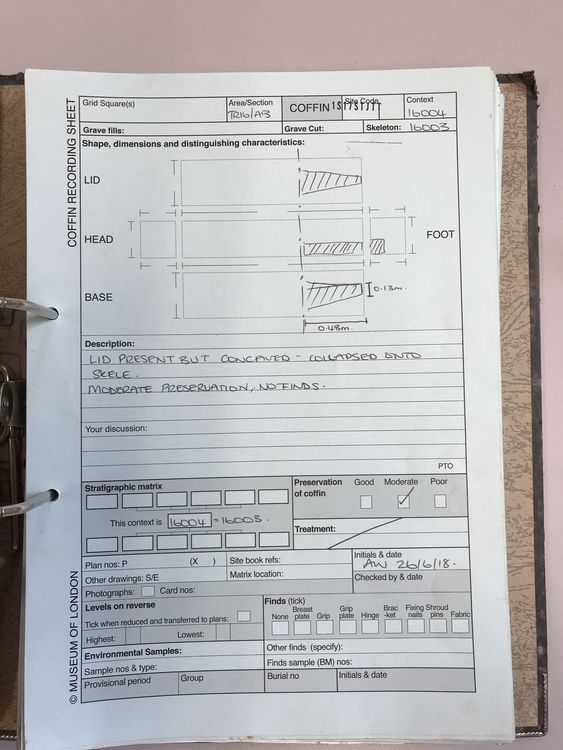 COFFIN RECORDING SHEET
Grid Square(s)
Area/Section
TR16/AB
COFFIN
Site Code
Context
16004
Grave fills:
Grave Cut:
Skeleton: 16003
Shape, dimensions and distinguishing characteristics:
LID
HEAD
FOOT
BASE
0.13m.
0.48m.
Description:
LID PRESENT BUT CONCAVED - COLLAPSED ONTO
SKELE.
MODERATE PRESERVATION, NO FINDS.
Your discussion:
PTO
Stratigraphic matrix
This context is 16004 = 16003.
Preservation of coffin
Good Moderate Poor
Treatment:
Plan nos: P (X )
Site book refs:
Initials & date
AW 26/6/18.
Other drawings: S/E
Matrix location:
Checked by & date
Photographs: Card nos:
Levels on reverse
Tick when reduced and transferred to plans:
Highest: Lowest:
Finds (tick)
None Breast plate Grip Grip plate Hinge Brac -ket Fixing nails Shroud pins Fabric
Environmental Samples:
Other finds (specify):
Sample nos & type:
Finds sample (BM) nos:
Provisional period
Group
Burial no
Initials & date
© MUSEUM OF LONDON